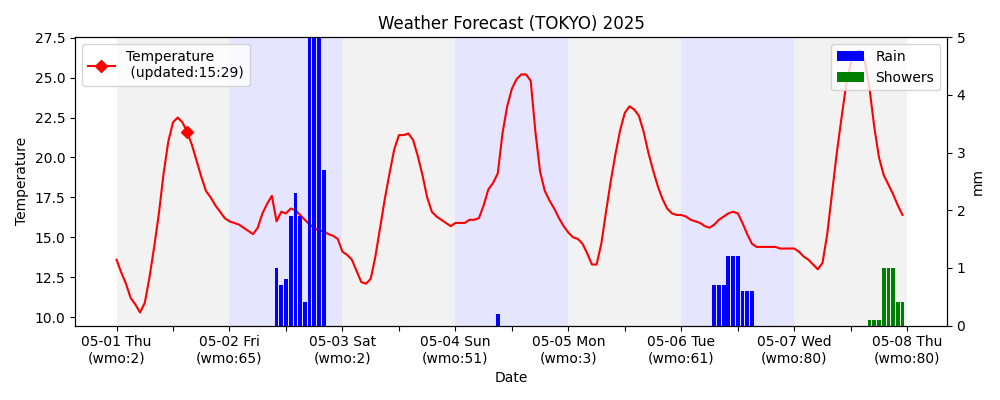 Weather Forecast (TOKYO) 2025
Temperature
(updated:15:29)
Rain
Showers
27.5
25.0
22.5
20.0
17.5
15.0
12.5
10.0
Temperature
5
4
3
2
1
0
mm
05-01 Thu
(wmo:2)
05-02 Fri
(wmo:65)
05-03 Sat
(wmo:2)
05-04 Sun
(wmo:51)
05-05 Mon
(wmo:3)
05-06 Tue
(wmo:61)
05-07 Wed
(wmo:80)
05-08 Thu
(wmo:80)
Date